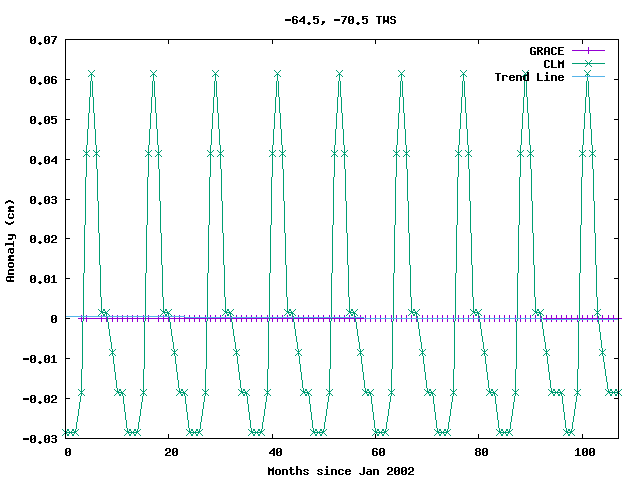 -64.5, -70.5 TWS
GRACE
CLM
Trend Line
0.07
0.06
0.05
0.04
0.03
0.02
0.01
0
-0.01
-0.02
-0.03
Anomaly (cm)
0 20 40 60 80 100
Months since Jan 2002